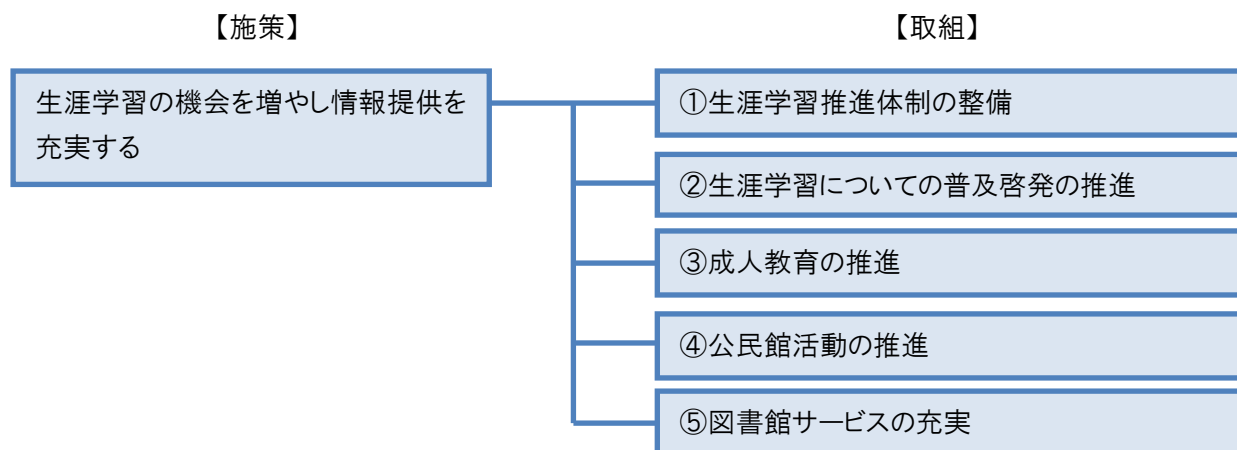 【施策】
【取組】
生涯学習の機会を増やし情報提供を
充実する
①生涯学習推進体制の整備
②生涯学習についての普及啓発の推進
③成人教育の推進
④公民館活動の推進
⑤図書館サービスの充実